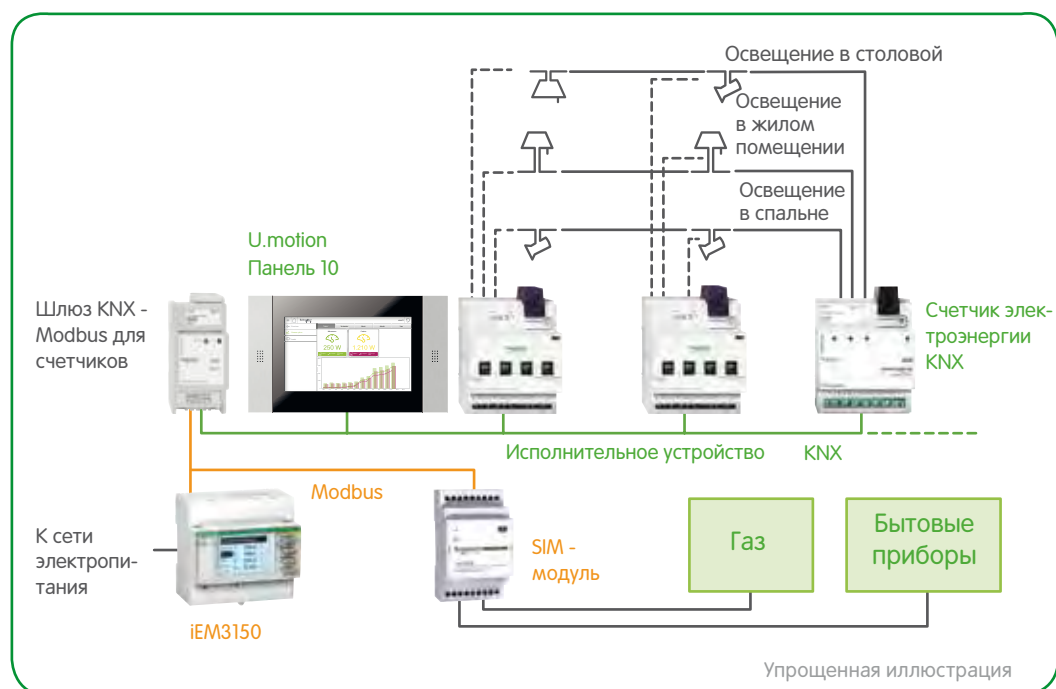 Освещение в столовой
Освещение
в жилом
помещении
Освещение
в спальне
U.motion
Панель 10
Шлюз KNX -
Modbus для
счетчиков
Счетчик элек-
троэнергии
KNX
Исполнительное устройство
KNX
Modbus
К сети
электропи-
тания
iEM3150
SIM -
модуль
Газ
Бытовые
приборы
Упрощенная иллюстрация